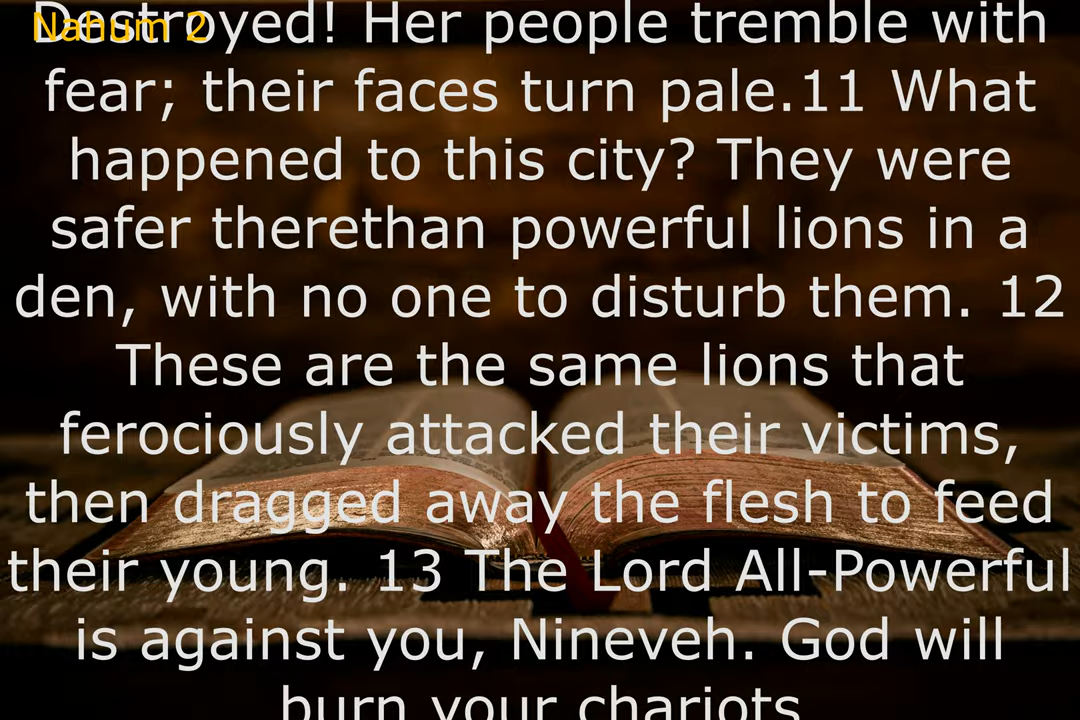 Nahum 2
Destroyed! Her people tremble with
fear; their faces turn pale.11 What
happened to this city? They were
safer therethan powerful lions in a
den, with no one to disturb them. 12
These are the same lions that
ferociously attacked their victims,
then dragged away the flesh to feed
their young. 13 The Lord All-Powerful
is against you, Nineveh. God will
burn your chariots